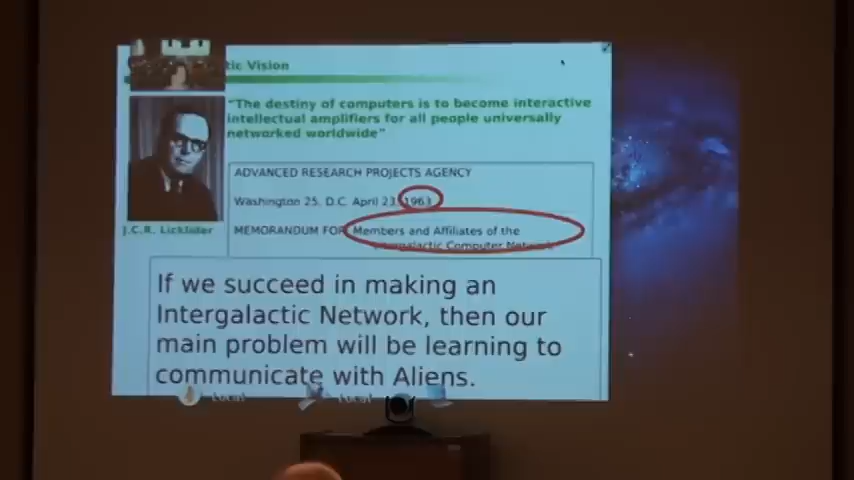 tic Vision
"The destiny of computers is to become interactive
intellectual amplifiers for all people universally
networked worldwide"
ADVANCED RESEARCH PROJECTS AGENCY
Washington 25, D.C. April 23, 1963
J.C.R. Licklider
MEMORANDUM FOR Members and Affiliates of the
Intergalactic Computer Network
If we succeed in making an
Intergalactic Network, then our
main problem will be learning to
communicate with Aliens.
Local
Local